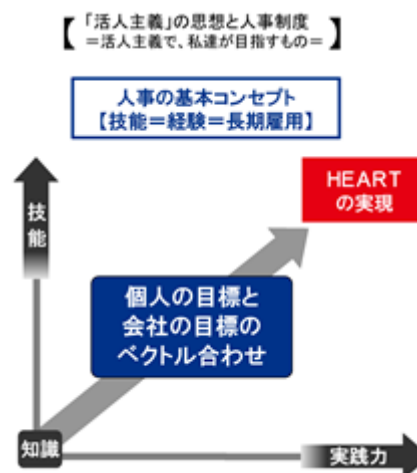 【「活人主義」の思想と人事制度
＝活人主義で、私達が目指すもの＝】
人事の基本コンセプト
【技能＝経験＝長期雇用】
HEART
の実現
技能
個人の目標と
会社の目標の
ベクトル合わせ
知識
実践力